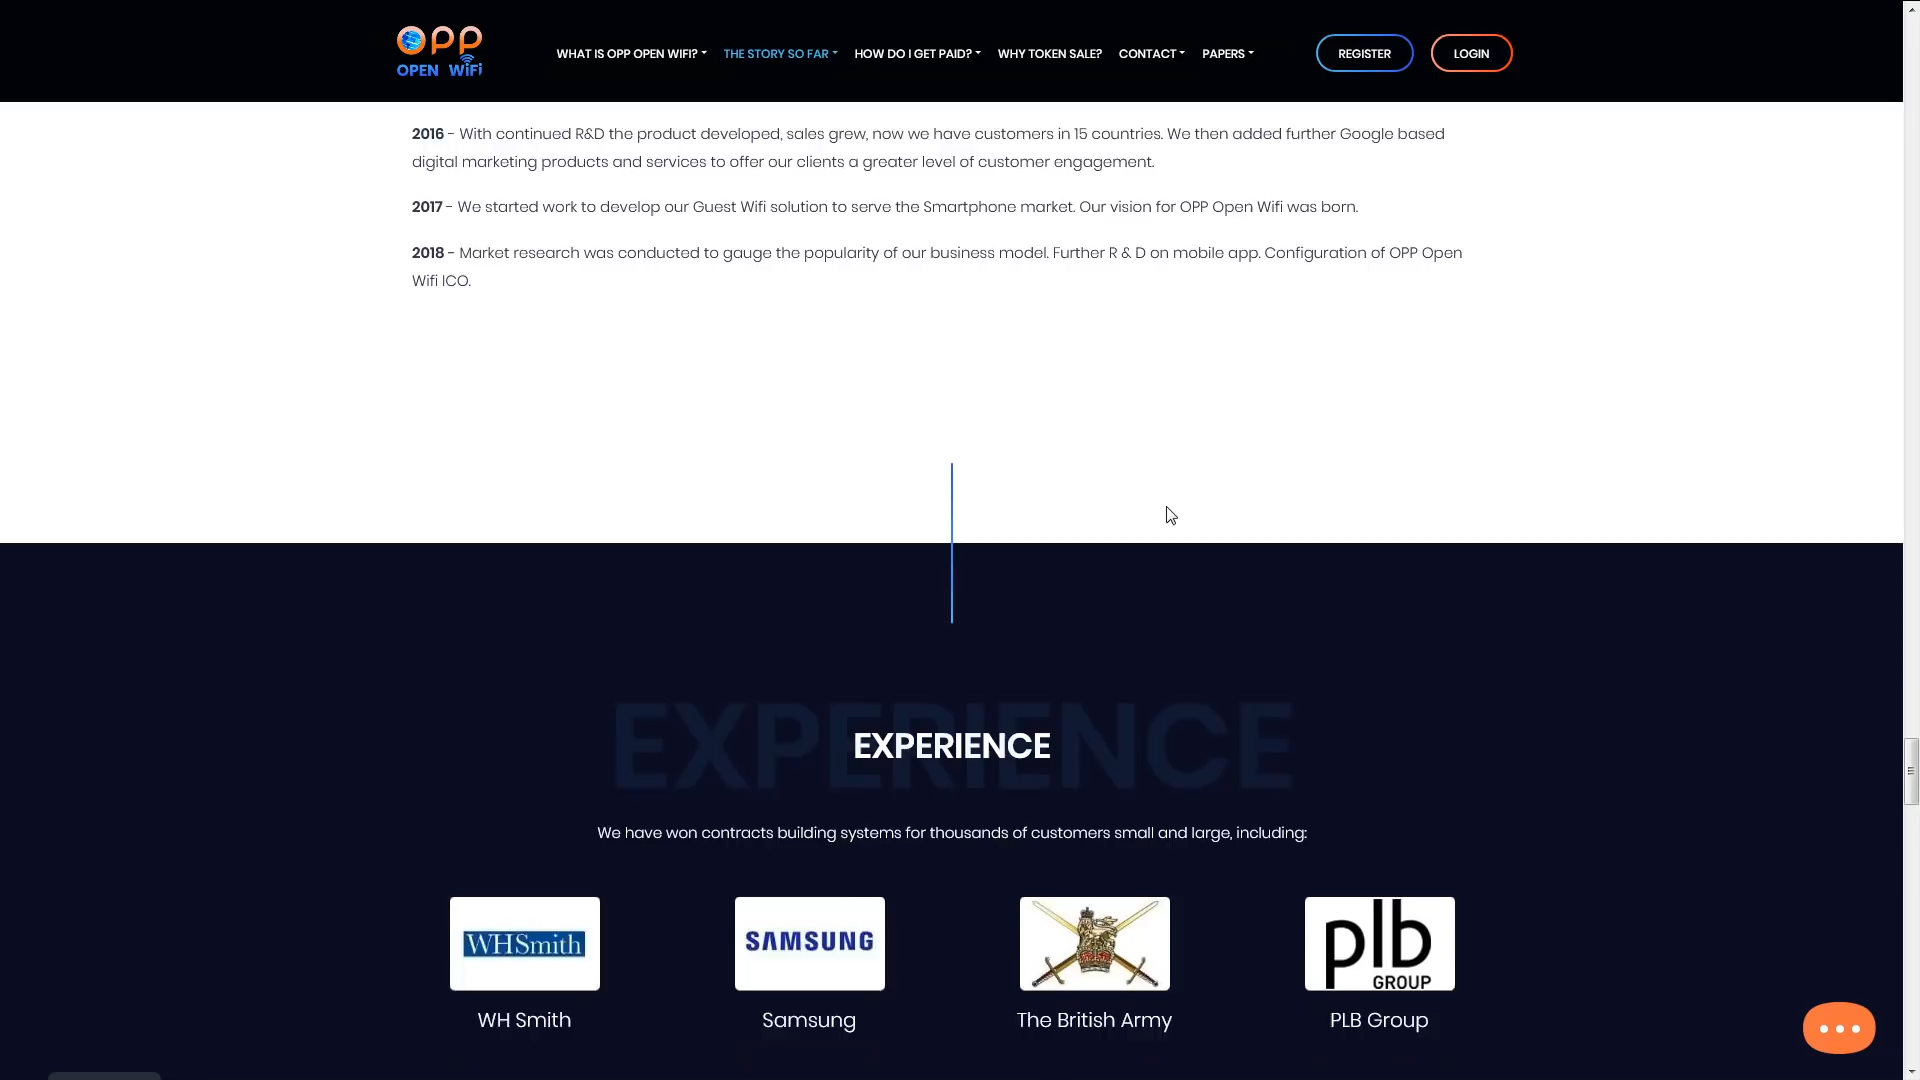 OPP
OPEN WiFi
WHAT IS OPP OPEN WIFI? THE STORY SO FAR HOW DO I GET PAID? WHY TOKEN SALE? CONTACT PAPERS REGISTER LOGIN
2016 - With continued R&D the product developed, sales grew, now we have customers in 15 countries. We then added further Google based
digital marketing products and services to offer our clients a greater level of customer engagement.
2017 - We started work to develop our Guest Wifi solution to serve the Smartphone market. Our vision for OPP Open Wifi was born.
2018 - Market research was conducted to gauge the popularity of our business model. Further R & D on mobile app. Configuration of OPP Open
Wifi ICO.
EXPERIENCE
EXPERIENCE
We have won contracts building systems for thousands of customers small and large, including:
WHSmith
SAMSUNG
plb
GROUP
WH Smith
Samsung
The British Army
PLB Group